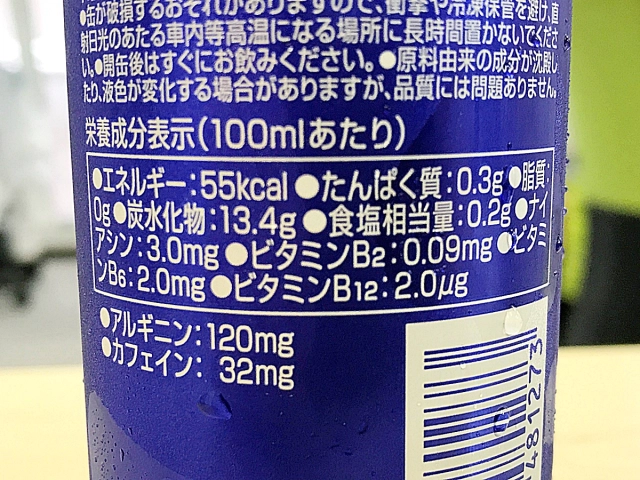 ●缶が破損するおそれがありますので、衝撃や冷凍保管を避け、直
射日光のあたる車内等高温になる場所に長時間置かないでくださ
い。●開缶後はすぐにお飲みください。●原料由来の成分が沈殿し
たり、液色が変化する場合がありますが、品質には問題ありません。
栄養成分表示（100mlあたり）
●エネルギー：55kcal ●たんぱく質：0.3g ●脂質：
0g ●炭水化物：13.4g ●食塩相当量：0.2g ●ナイ
アシン：3.0mg ●ビタミンB2：0.09mg ●ビタミ
ンB6：2.0mg ●ビタミンB12：2.0μg
●アルギニン：120mg
●カフェイン： 32mg
481273